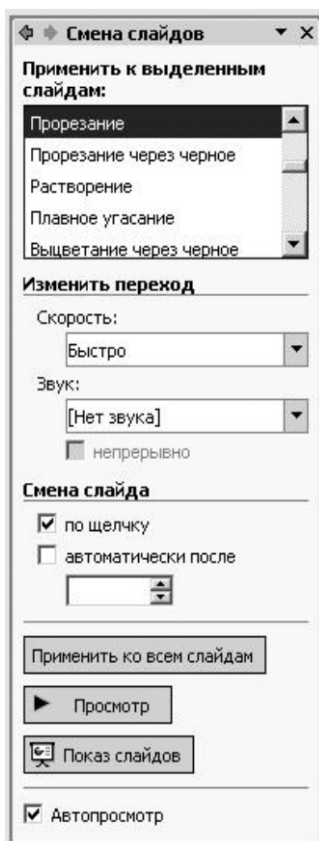 Смена слайдов
Применить к выделенным
слайдам:
Прорезание
Прорезание через черное
Растворение
Плавное угасание
Выцветание через черное
Изменить переход
Скорость:
Быстро
Звук:
[Нет звука]
непрерывно
Смена слайда
по щелчку
автоматически после
Применить ко всем слайдам
Просмотр
Показ слайдов
Автопросмотр